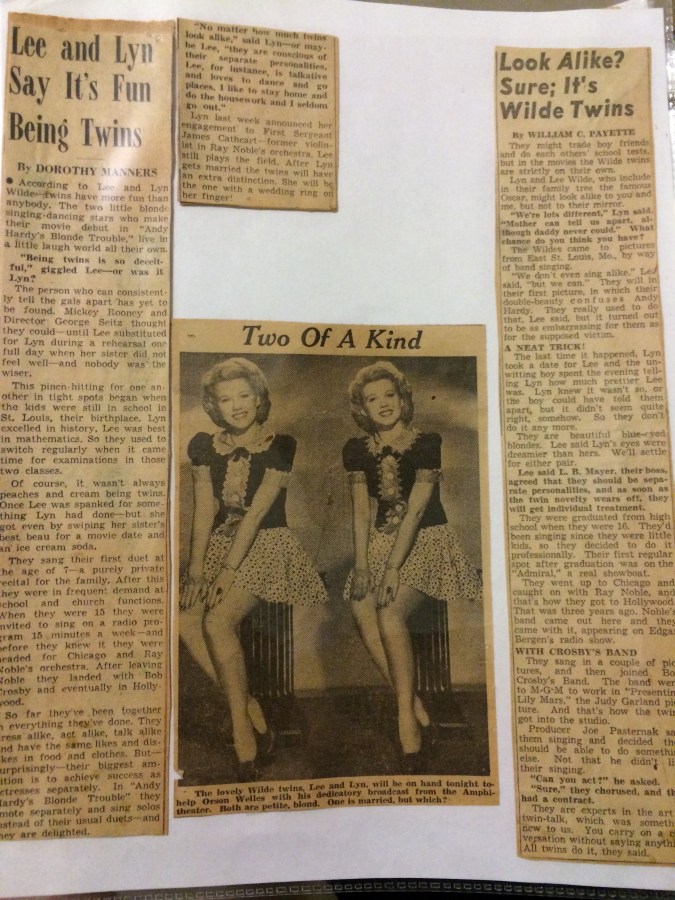 Lee and Lyn
Say It's Fun
Being Twins
By DOROTHY MANNERS
● According to Lee and Lyn
Wilde—twins have more fun than
anybody. The two little blonde
singing-dancing stars who make
their movie debut in "Andy
Hardy's Blonde Trouble," live in
a little laugh world all their own.
"Being twins is so deceit-
ful," giggled Lee—or was it
Lyn?
The person who can consistent-
ly tell the gals apart has yet to
be found. Mickey Rooney and
Director George Seitz thought
they could—until Lee substituted
for Lyn during a rehearsal one
full day when her sister did not
feel well—and nobody was the
wiser.
This pinch-hitting for one an-
other in tight spots began when
the kids were still in school in
St. Louis, their birthplace. Lyn
excelled in history, Lee was best
in mathematics. So they used to
switch regularly when it came
time for examinations in those
two classes.
Of course, it wasn't always
peaches and cream being twins.
Once Lee was spanked for some-
thing Lyn had done—but she
got even by swiping her sister's
best beau for a movie date and
an ice cream soda.
They sang their first duet at
the age of 7—a purely private
recital for the family. After this
they were in frequent demand at
school and church functions.
When they were 15 they were
invited to sing on a radio pro-
gram 15 minutes a week—and
before they knew it they were
headed for Chicago and Ray
Noble's orchestra. After leaving
Noble they landed with Bob
Crosby and eventually in Holly-
wood.
So far they've been together
in everything they've done. They
dress alike, act alike, talk alike
and have the same likes and dis-
likes in food and clothes. But—
surprisingly—their biggest am-
bition is to achieve success as
actresses separately. In "Andy
Hardy's Blonde Trouble" they
emote separately and sing solos
instead of their usual duets—and
they are delighted.
"No matter how much twins
look alike," said Lyn—or may-
be Lee, "they are conscious of
their separate personalities.
Lee, for instance, is talkative
and loves to dance and go
places. I like to stay home and
do the housework and I seldom
go out."
Lyn last week announced her
engagement to First Sergeant
James Cathcart—former violin-
ist in Ray Noble's orchestra. Lee
still plays the field. After Lyn
gets married the twins will have
an extra distinction. She will be
the one with a wedding ring on
her finger!
Two Of A Kind
The lovely Wilde twins, Lee and Lyn, will be on hand tonight to
help Orson Welles with his dedicatory broadcast from the Amphi-
theater. Both are petite, blond. One is married, but which?
Look Alike?
Sure; It's
Wilde Twins
By WILLIAM C. PAYETTE
They might trade boy friends
and do each others' school tests,
but in the movies the Wilde twins
are strictly on their own.
Lyn and Lee Wilde, who include
in their family tree the famous
Oscar, might look alike to you and
me, but not to their mirror.
"We're lots different," Lyn said.
"Mother can tell us apart, al-
though daddy never could." What
chance do you think you have?
The Wildes came to pictures
from East St. Louis, Mo., by way
of band singing.
"We don't even sing alike," Lee
said, "but we can." They will in
their first picture, in which their
double-beauty confuses Andy
Hardy. They really used to do
that, Lee said, but it turned out
to be as embarrassing for them as
for the supposed victim.
A NEAT TRICK!
The last time it happened, Lyn
took a date for Lee and the un-
witting boy spent the evening tell-
ing Lyn how much prettier Lee
was. Lyn knew it wasn't so, or
the boy could have told them
apart, but it didn't seem quite
right, somehow. So they don't
do it any more.
They are beautiful blue-eyed
blondes. Lee said Lyn's eyes were
dreamier than hers. We'll settle
for either pair.
Lee said L. B. Mayer, their boss,
agreed that they should be sepa-
rate personalities, and as soon as
the twin novelty wears off, they
will get individual treatment.
They were graduated from high
school when they were 16. They'd
been singing since they were little
kids, so they decided to do it
professionally. Their first regular
spot after graduation was on the
"Admiral," a real showboat.
They went up to Chicago and
caught on with Ray Noble, and
that's how they got to Hollywood.
That was three years ago. Noble's
band came out here and they
came with it, appearing on Edgar
Bergen's radio show.
WITH CROSBY'S BAND
They sang in a couple of pic
tures, and then joined Bo
Crosby's Band. The band wen
to M-G-M to work in "Presentin
Lily Mars," the Judy Garland pic
ture. And that's how the twin
got into the studio.
Producer Joe Pasternak sa
them singing and decided the
should be able to do somethi
else. Not that he didn't li
their singing.
"Can you act?" he asked.
"Sure," they chorused, and th
had a contract.
They are experts in the art
twin-talk, which was someth
new to us. You carry on a c
versation without saying anyth
All twins do it, they said.